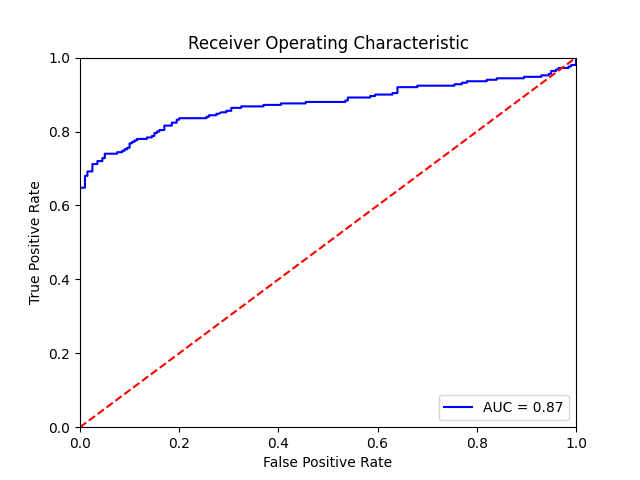 Receiver Operating Characteristic
True Positive Rate
1.0
0.8
0.6
0.4
0.2
0.0
AUC = 0.87
0.0 0.2 0.4 0.6 0.8 1.0
False Positive Rate